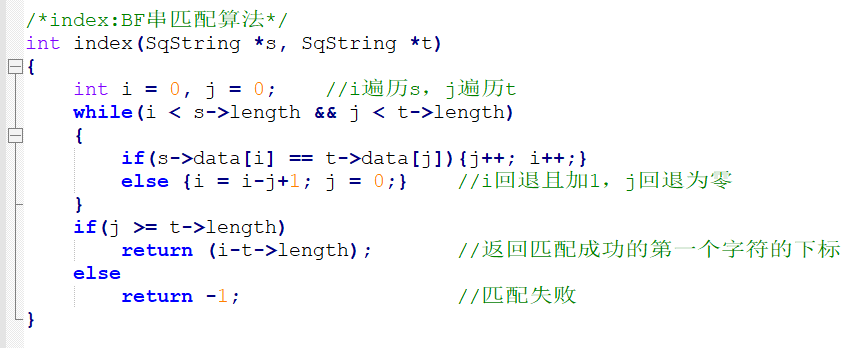 /*index:BF串匹配算法*/
int index(SqString *s, SqString *t)
{
    int i = 0, j = 0;    //i遍历s，j遍历t
    while(i < s->length && j < t->length)
    {
        if(s->data[i] == t->data[j]){j++; i++;}
        else {i = i-j+1; j = 0;}    //i回退且加1，j回退为零
    }
    if(j >= t->length)
        return (i-t->length);       //返回匹配成功的第一个字符的下标
    else
        return -1;                  //匹配失败
}